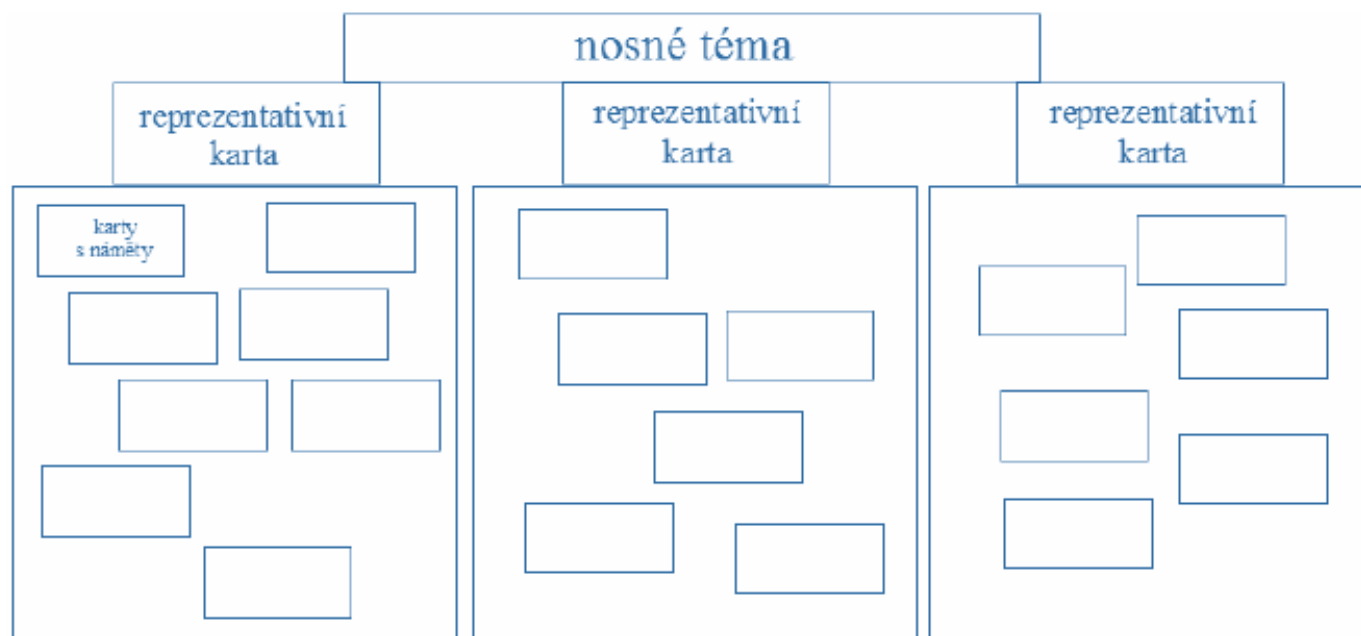 nosné téma
reprezentativní
karta
reprezentativní
karta
reprezentativní
karta
karty
s náměty